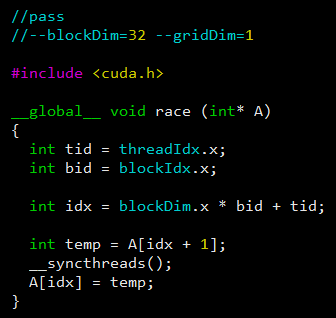 //pass
//--blockDim=32 --gridDim=1
#include <cuda.h>
__global__ void race (int* A)
{
int tid = threadIdx.x;
int bid = blockIdx.x;
int idx = blockDim.x * bid + tid;
int temp = A[idx + 1];
__syncthreads();
A[idx] = temp;
}